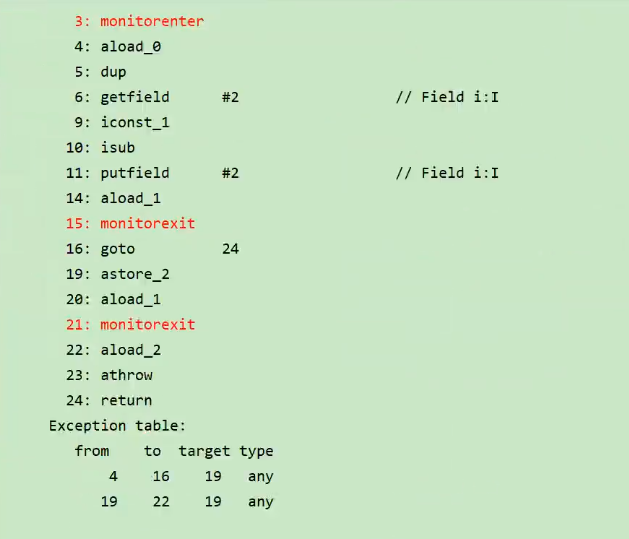 3: monitorenter
4: aload_0
5: dup
6: getfield #2 // Field i:I
9: iconst_1
10: isub
11: putfield #2 // Field i:I
14: aload_1
15: monitorexit
16: goto 24
19: astore_2
20: aload_1
21: monitorexit
22: aload_2
23: athrow
24: return
Exception table:
from to target type
4 16 19 any
19 22 19 any